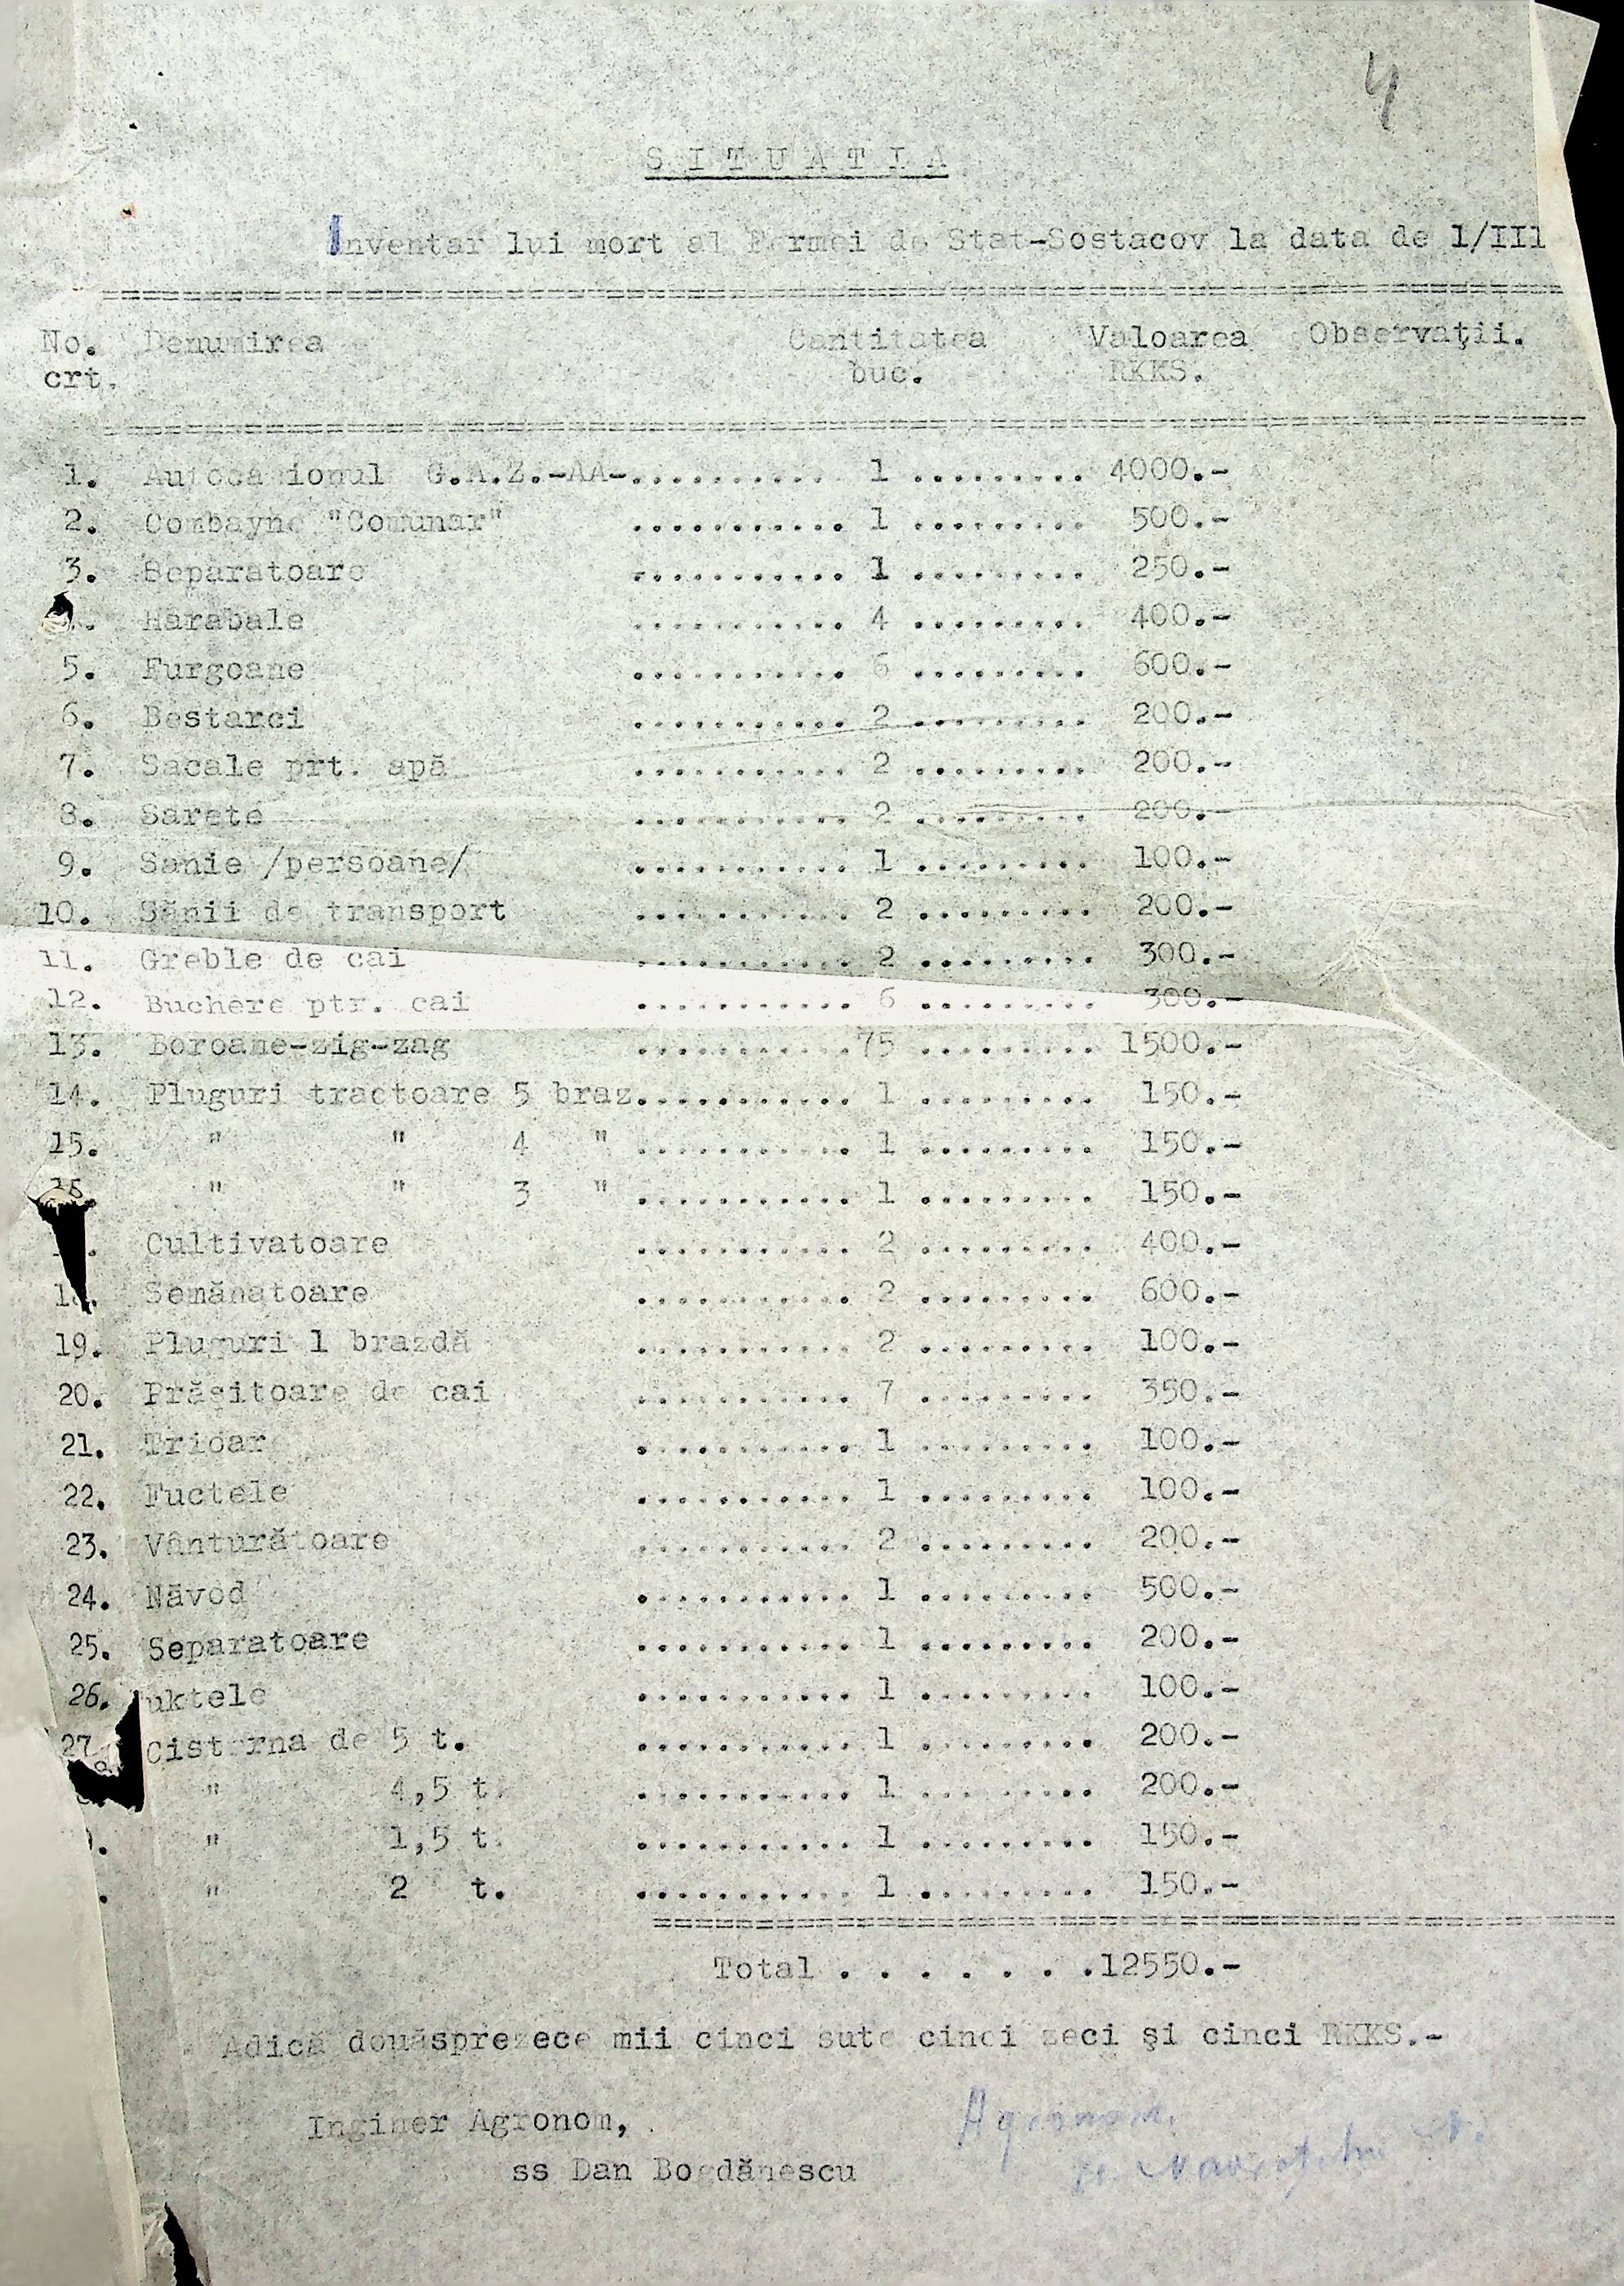 4
SITUATIA
Inventar lui mort al Fermei de Stat-Sostacov la data de 1/III
No. Denumirea Cantitatea Valoarea Observaţii.
crt. buc. RKKS.
1. Autocamionul G.A.Z.-AA-........... 1 ......... 4000.-
2. Combayne "Comunar" ........... 1 ......... 500.-
3. Separatoare ........... 1 ......... 250.-
Harabale ........... 4 ......... 400.-
5. Furgoane ........... 6 ......... 600.-
6. Bestarci ........... 2 ......... 200.-
7. Sacale prt. apă ........... 2 ......... 200.-
8. Sarete ........... 2 ......... 200.-
9. Sanie /persoane/ ........... 1 ......... 100.-
10. Sănii de transport ........... 2 ......... 200.-
11. Greble de cai ........... 2 ......... 300.-
12. Buchere ptr. cai ........... 6 ......... 300.-
13. Boroane-zig-zag ...........75 ......... 1500.-
14. Pluguri tractoare 5 braz........... 1 ......... 150.-
15. " " 4 " ........... 1 ......... 150.-
16. " " 3 " ........... 1 ......... 150.-
Cultivatoare ........... 2 ......... 400.-
18. Semănatoare ........... 2 ......... 600.-
19. Pluguri 1 brazdă ........... 2 ......... 100.-
20. Prăşitoare de cai ........... 7 ......... 350.-
21. Trioar ........... 1 ......... 100.-
22. Fuctele ........... 1 ......... 100.-
23. Vânturătoare ........... 2 ......... 200.-
24. Năvod ........... 1 ......... 500.-
25. Separatoare ........... 1 ......... 200.-
26. uktele ........... 1 ......... 100.-
27. Cisterna de 5 t. ........... 1 ......... 200.-
" 4,5 t. ........... 1 ......... 200.-
" 1,5 t. ........... 1 ......... 150.-
" 2 t. ........... 1 ......... 150.-
Total . . . . . . .12550.-
Adică douăsprezece mii cinci sute cinci zeci şi cinci RKKS.-
Inginer Agronom,
ss Dan Bogdănescu
Agronom.